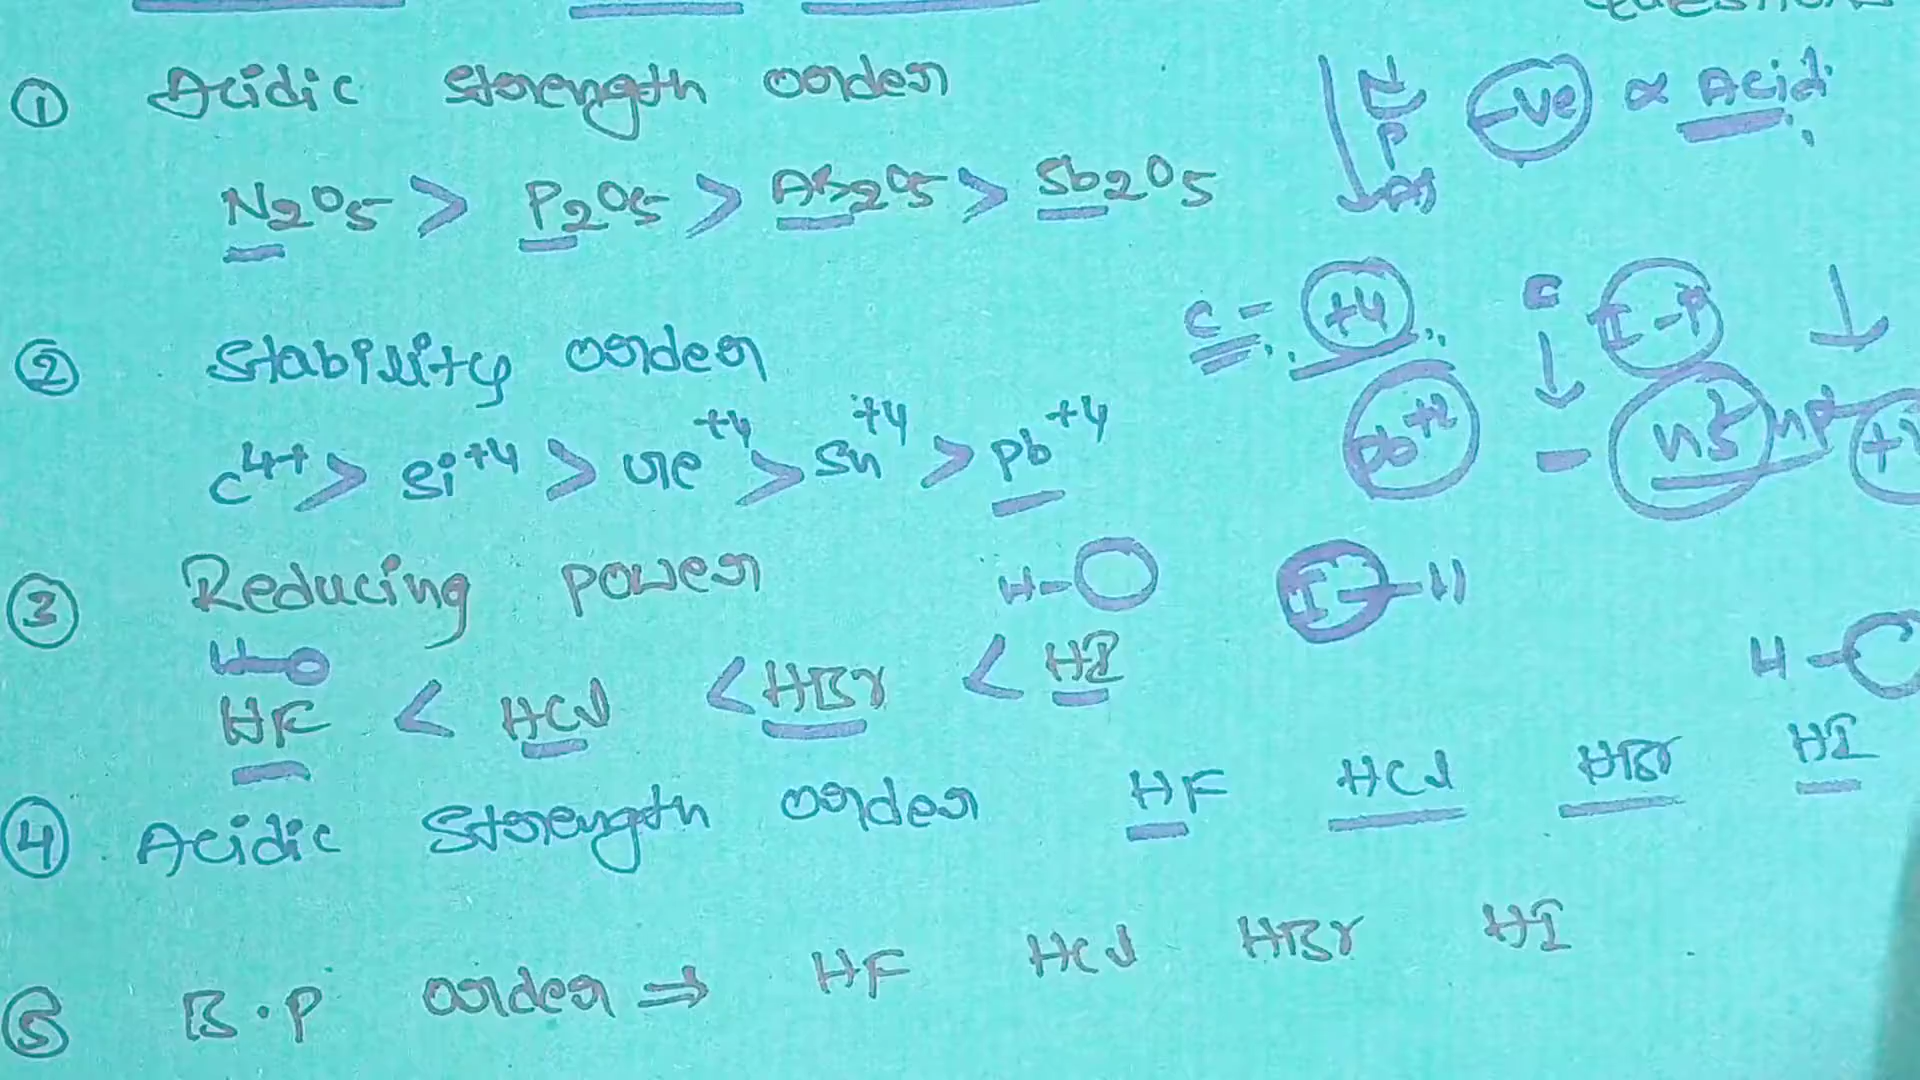 Questions
① Acidic strength order
N2O5 > P2O5 > As2O5 > Sb2O5
N P As -ve ∝ Acid
② Stability order
C4+ > Si+4 > Ge+4 > Sn+4 > Pb+4
C = +4 C I-P
Pb+2 - ns2 np
③ Reducing power
H- I-H
HF < HCl < HBr < HI
H-
④ Acidic Strength order HF HCl HBr HI
⑤ B.P order ⇒ HF HCl HBr HI